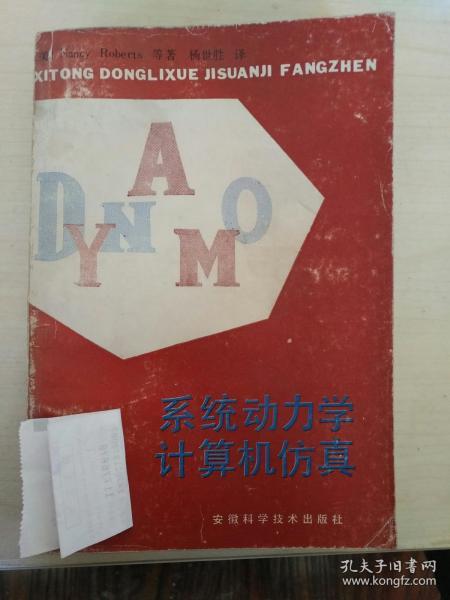 Nancy Roberts 等著 杨世胜 译
XITONG DONGLIXUE JISUANJI FANGZHEN
DYNAMO
系统动力学
计算机仿真
安徽科学技术出版社
孔夫子旧书网
www.kongfz.com